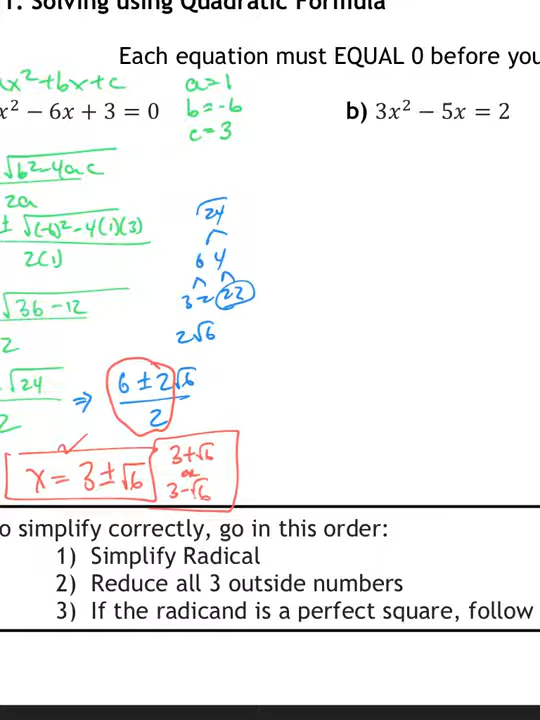 1. Solving using Quadratic Formula
Each equation must EQUAL 0 before you
x²+bx+c
a=1
b=-6
c=3
x² − 6x + 3 = 0
b) 3x² − 5x = 2
√b²-4ac
2a
± √(-6)²-4(1)(3)
2(1)
√36-12
2
√24
2
√24
6 4
3 2 22
2√6
⇒ 6 ± 2√6
2
x = 3 ± √6
3+√6
or
3-√6
o simplify correctly, go in this order:
1) Simplify Radical
2) Reduce all 3 outside numbers
3) If the radicand is a perfect square, follow